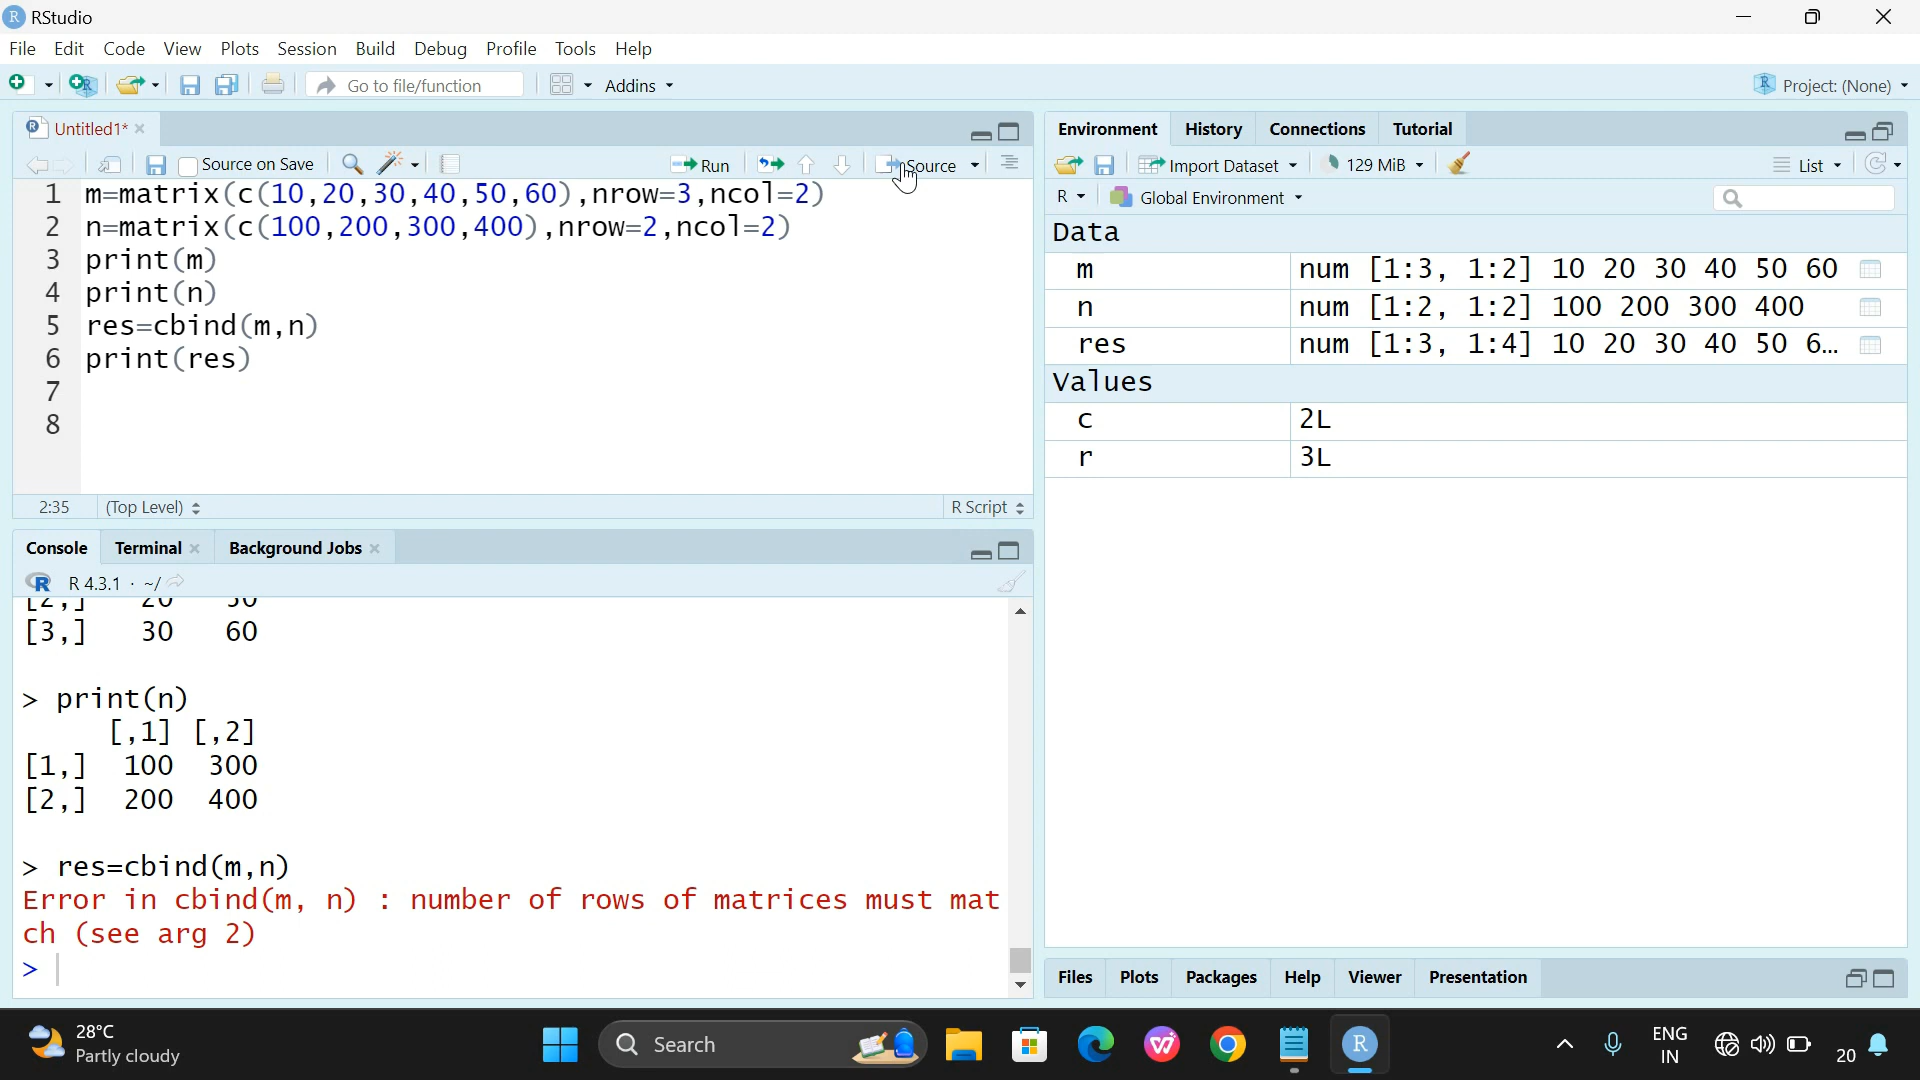 RStudio
File Edit Code View Plots Session Build Debug Profile Tools Help
Go to file/function Addins Project: (None)
Untitled1*
Source on Save Run Source
1 m=matrix(c(10,20,30,40,50,60),nrow=3,ncol=2)
2 n=matrix(c(100,200,300,400),nrow=2,ncol=2)
3 print(m)
4 print(n)
5 res=cbind(m,n)
6 print(res)
7
8
2:35 (Top Level) R Script
Console Terminal Background Jobs
R 4.3.1 · ~/
[2,] 20 50
[3,] 30 60
> print(n)
[,1] [,2]
[1,] 100 300
[2,] 200 400
> res=cbind(m,n)
Error in cbind(m, n) : number of rows of matrices must mat
ch (see arg 2)
>
Environment History Connections Tutorial
Import Dataset 129 MiB List
R Global Environment
Data
m num [1:3, 1:2] 10 20 30 40 50 60
n num [1:2, 1:2] 100 200 300 400
res num [1:3, 1:4] 10 20 30 40 50 6…
Values
c 2L
r 3L
Files Plots Packages Help Viewer Presentation
28°C
Partly cloudy
Search
ENG
IN
20